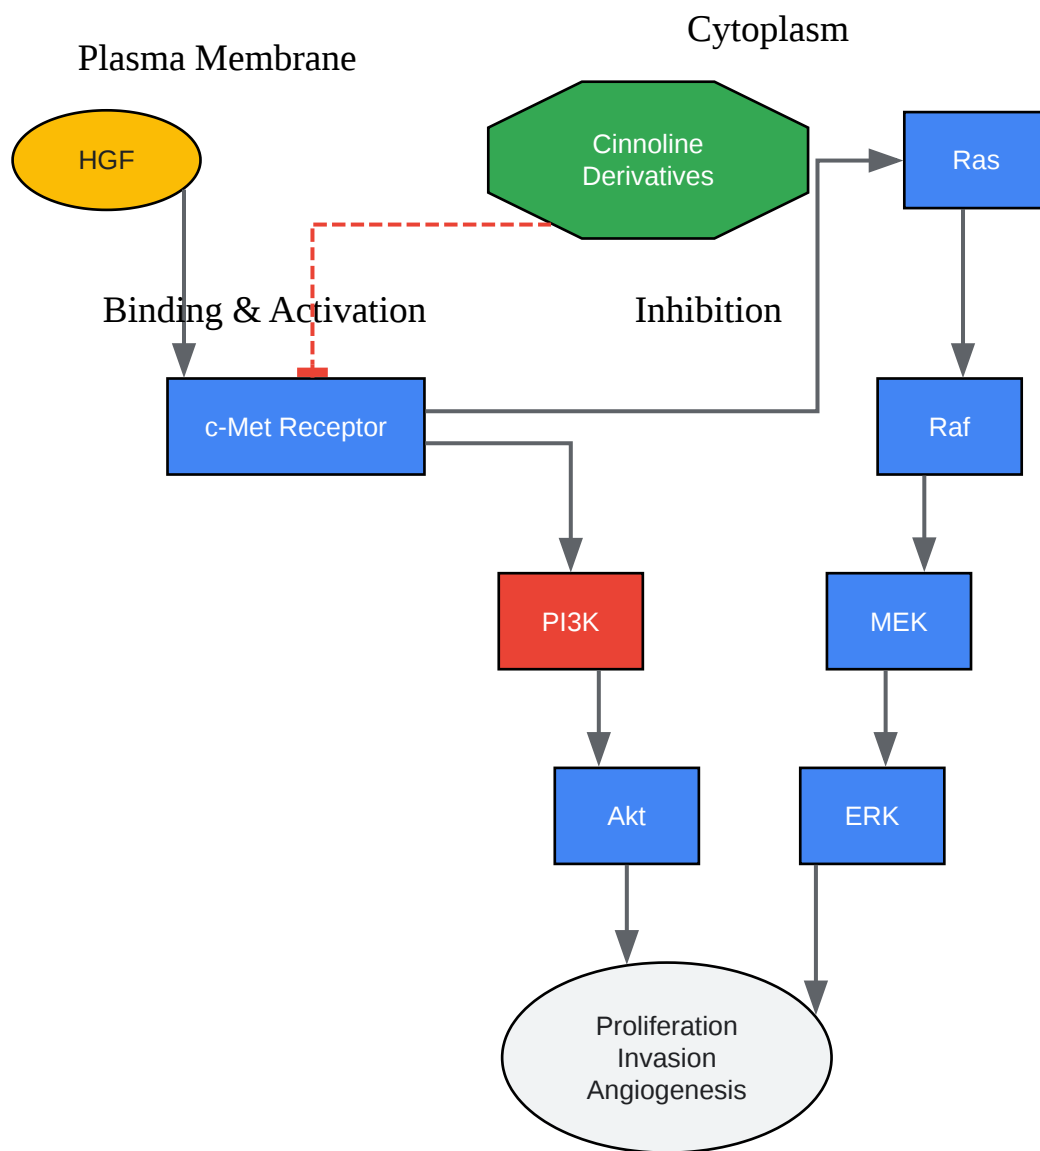 Cytoplasm
Plasma Membrane
HGF
Cinnoline
Derivatives
Ras
Binding & Activation
Inhibition
c-Met Receptor
Raf
PI3K
MEK
Akt
ERK
Proliferation
Invasion
Angiogenesis